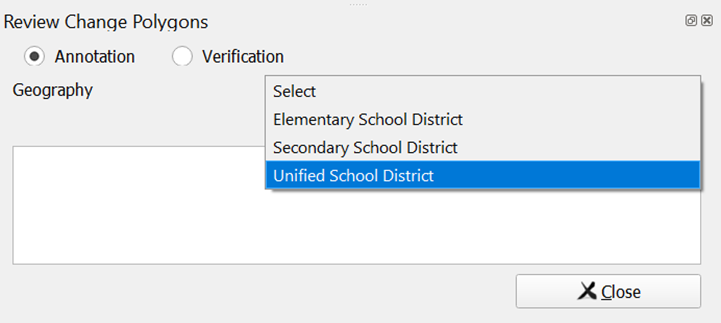 Review Change Polygons
Annotation Verification
Geography
Select
Elementary School District
Secondary School District
Unified School District
Close